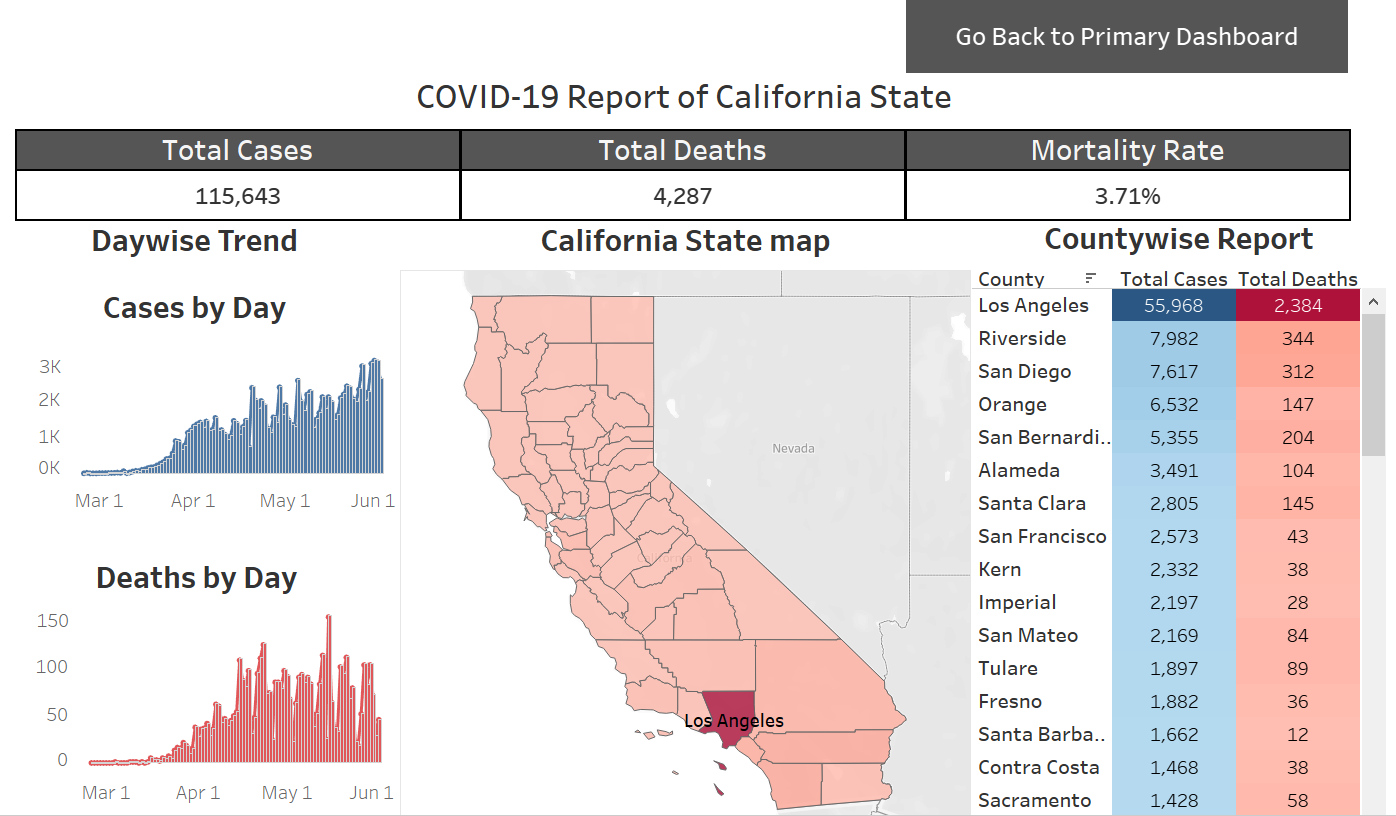 Go Back to Primary Dashboard
COVID-19 Report of California State
Total Cases Total Deaths Mortality Rate
115,643 4,287 3.71%
Daywise Trend
Cases by Day
3K
2K
1K
0K
Mar 1 Apr 1 May 1 Jun 1
Deaths by Day
150
100
50
0
Mar 1 Apr 1 May 1 Jun 1
California State map
Nevada
California
Los Angeles
Countywise Report
County Total Cases Total Deaths
Los Angeles 55,968 2,384
Riverside 7,982 344
San Diego 7,617 312
Orange 6,532 147
San Bernardi.. 5,355 204
Alameda 3,491 104
Santa Clara 2,805 145
San Francisco 2,573 43
Kern 2,332 38
Imperial 2,197 28
San Mateo 2,169 84
Tulare 1,897 89
Fresno 1,882 36
Santa Barba.. 1,662 12
Contra Costa 1,468 38
Sacramento 1,428 58